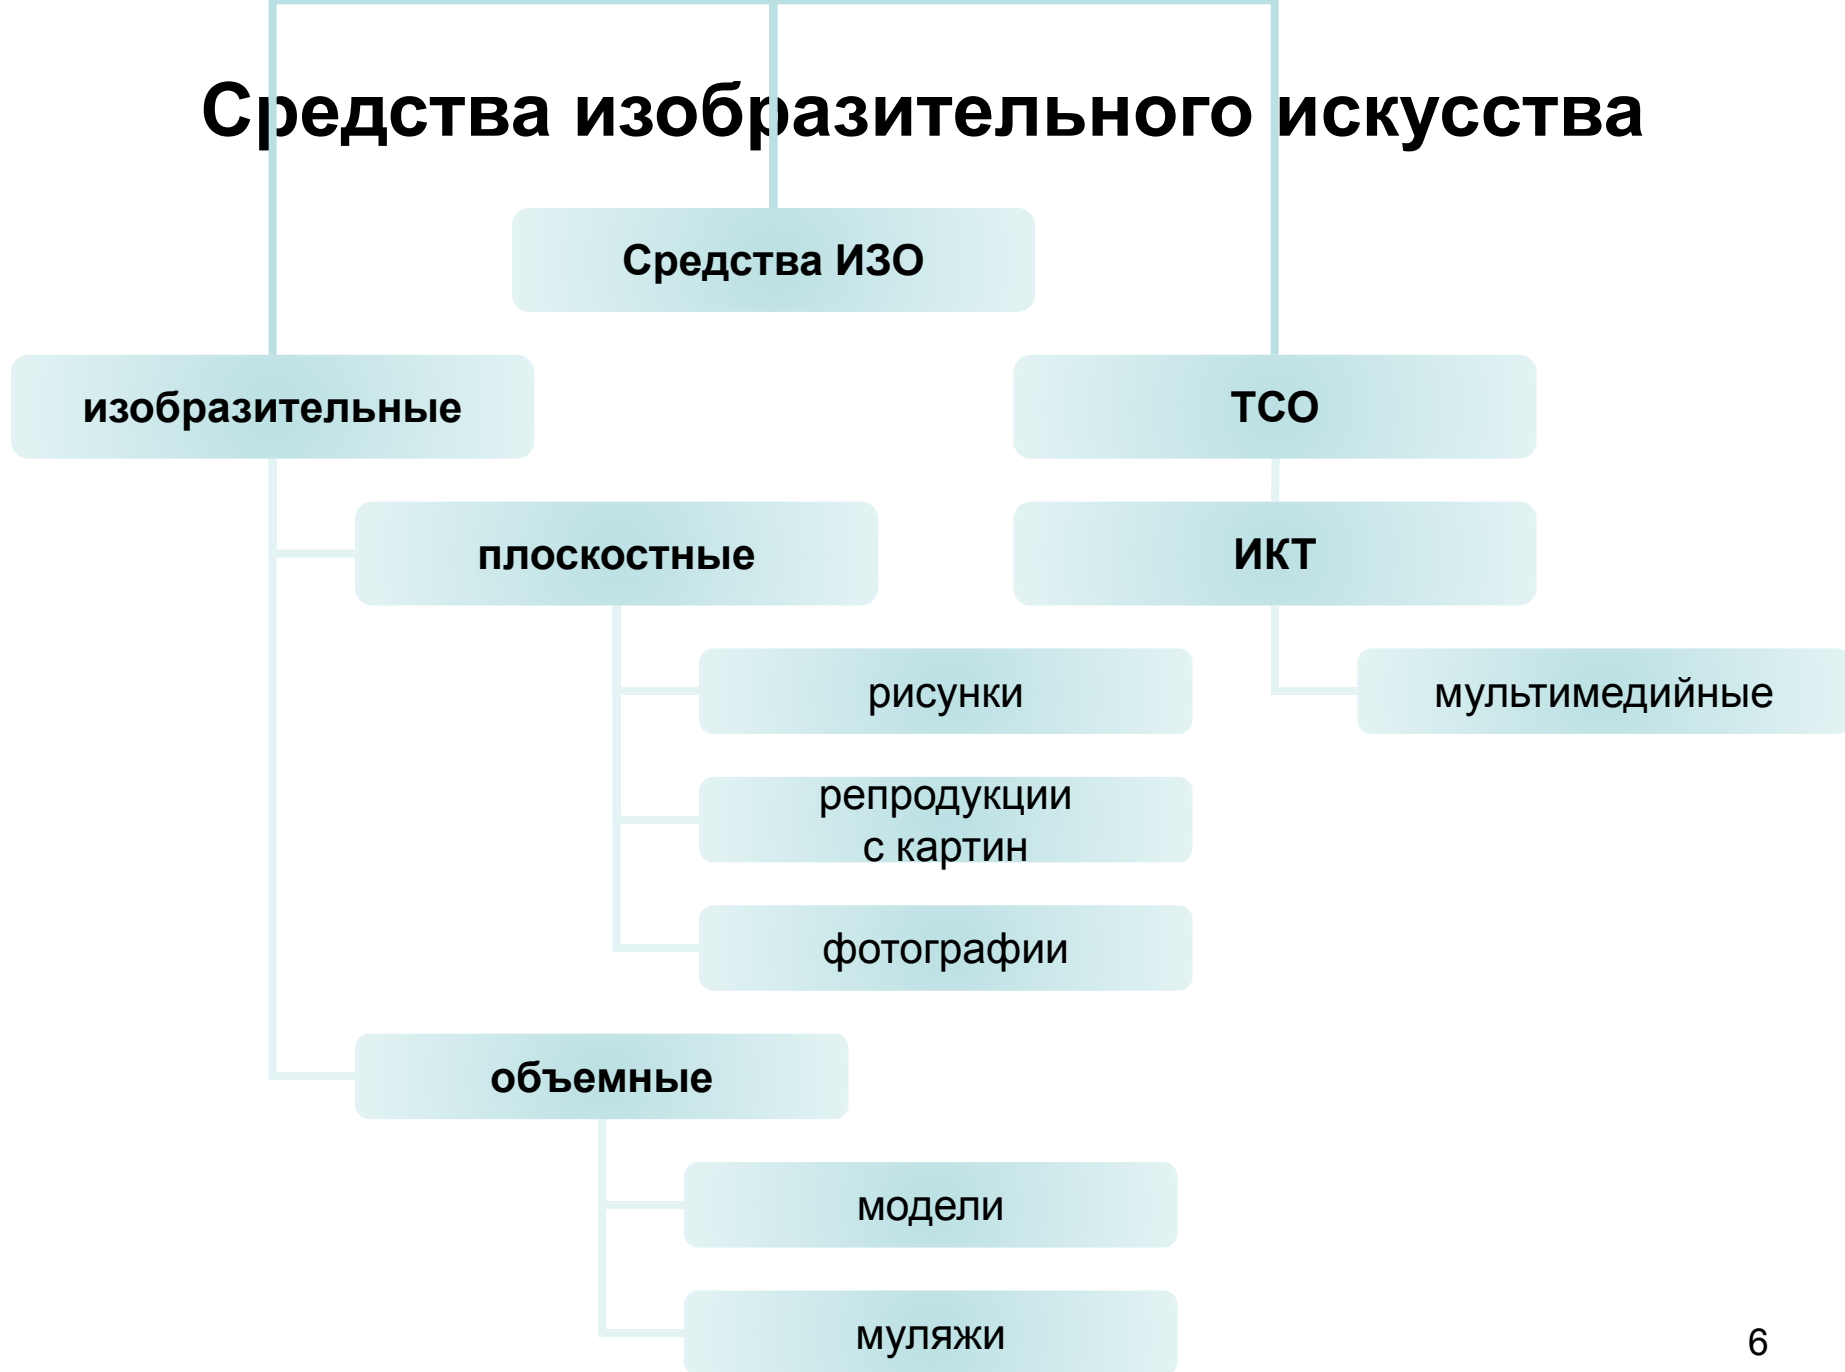 Средства изобразительного искусства
Средства ИЗО
изобразительные
ТСО
плоскостные
ИКТ
рисунки
мультимедийные
репродукции
с картин
фотографии
объемные
модели
муляжи
6